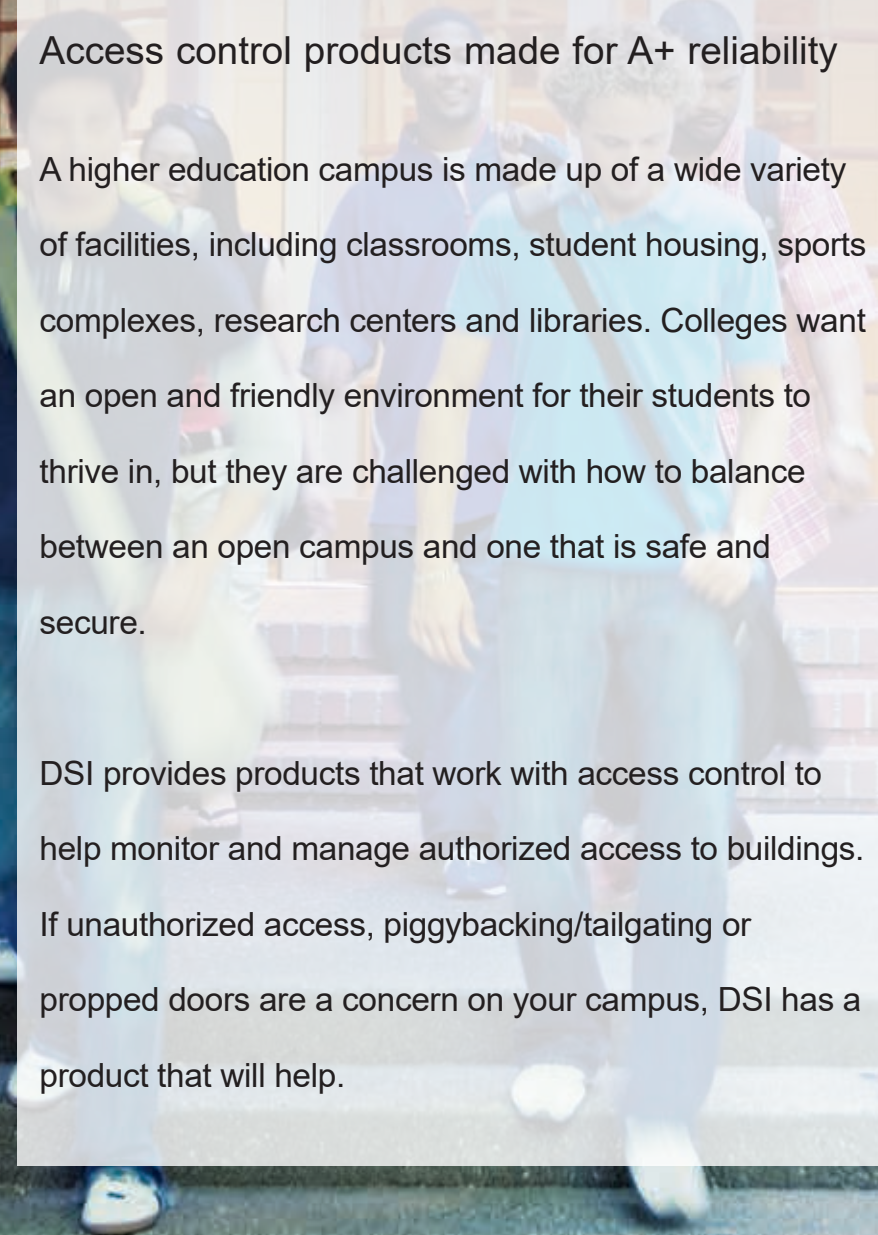 Access control products made for A+ reliability
A higher education campus is made up of a wide variety
of facilities, including classrooms, student housing, sports
complexes, research centers and libraries. Colleges want
an open and friendly environment for their students to
thrive in, but they are challenged with how to balance
between an open campus and one that is safe and
secure.
DSI provides products that work with access control to
help monitor and manage authorized access to buildings.
If unauthorized access, piggybacking/tailgating or
propped doors are a concern on your campus, DSI has a
product that will help.